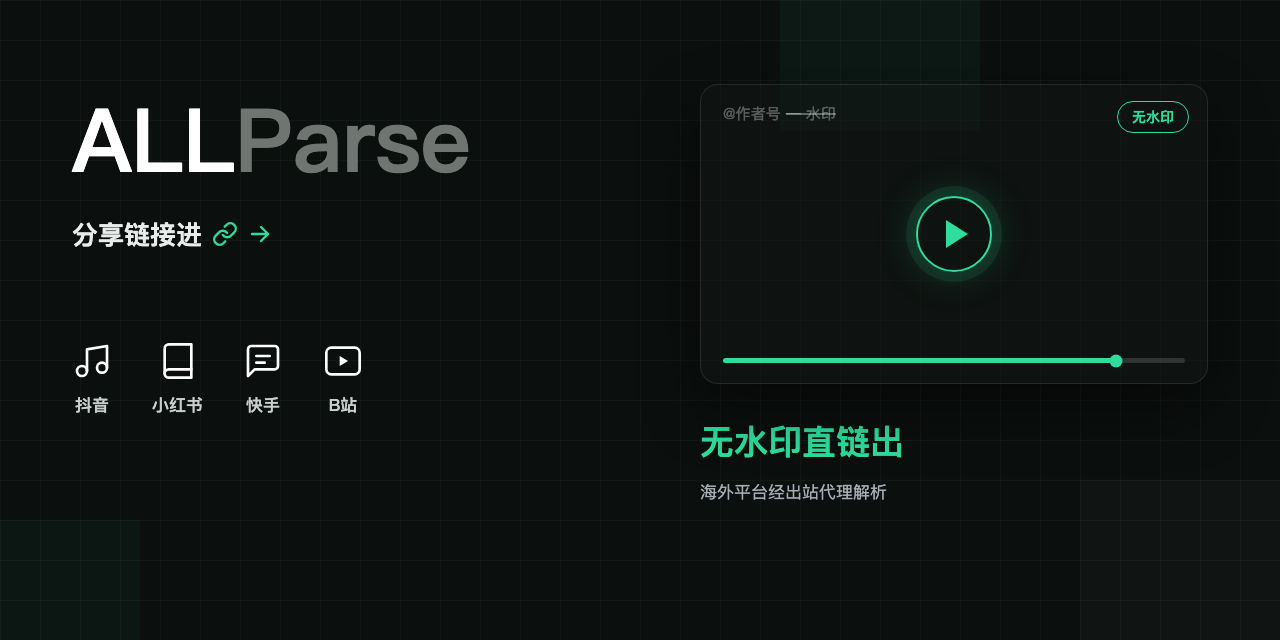 ALLParse
分享链接进
抖音
小红书
快手
B站
@作者号 — 水印
无水印
无水印直链出
海外平台经出站代理解析